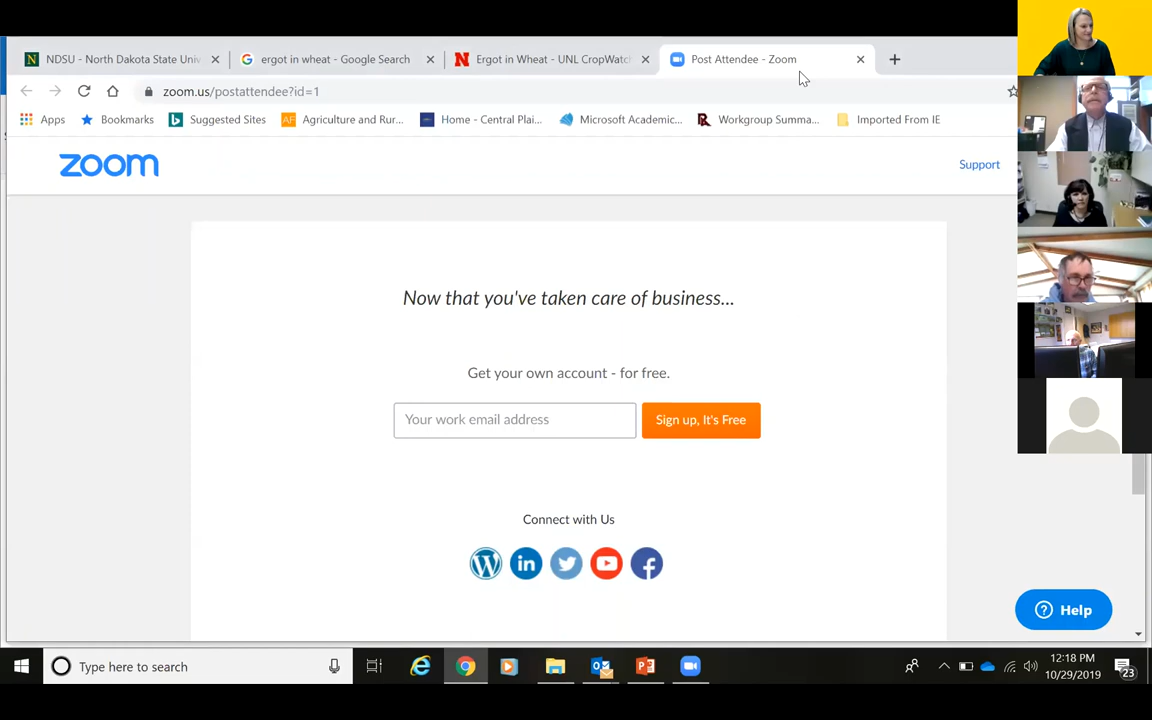 NDSU - North Dakota State Univ
ergot in wheat - Google Search
Ergot in Wheat - UNL CropWatch
Post Attendee - Zoom
zoom.us/postattendee?id=1
Apps
Bookmarks
Suggested Sites
Agriculture and Rur...
Home - Central Plai...
Microsoft Academic...
Workgroup Summa...
Imported From IE
zoom
Support
Now that you've taken care of business...
Get your own account - for free.
Your work email address
Sign up, It's Free
Connect with Us
Help
Type here to search
12:18 PM
10/29/2019
23